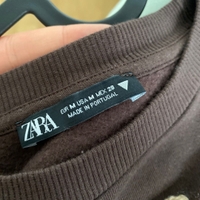 ZARA
EUR M USA M MEX 28
MADE IN PORTUGAL